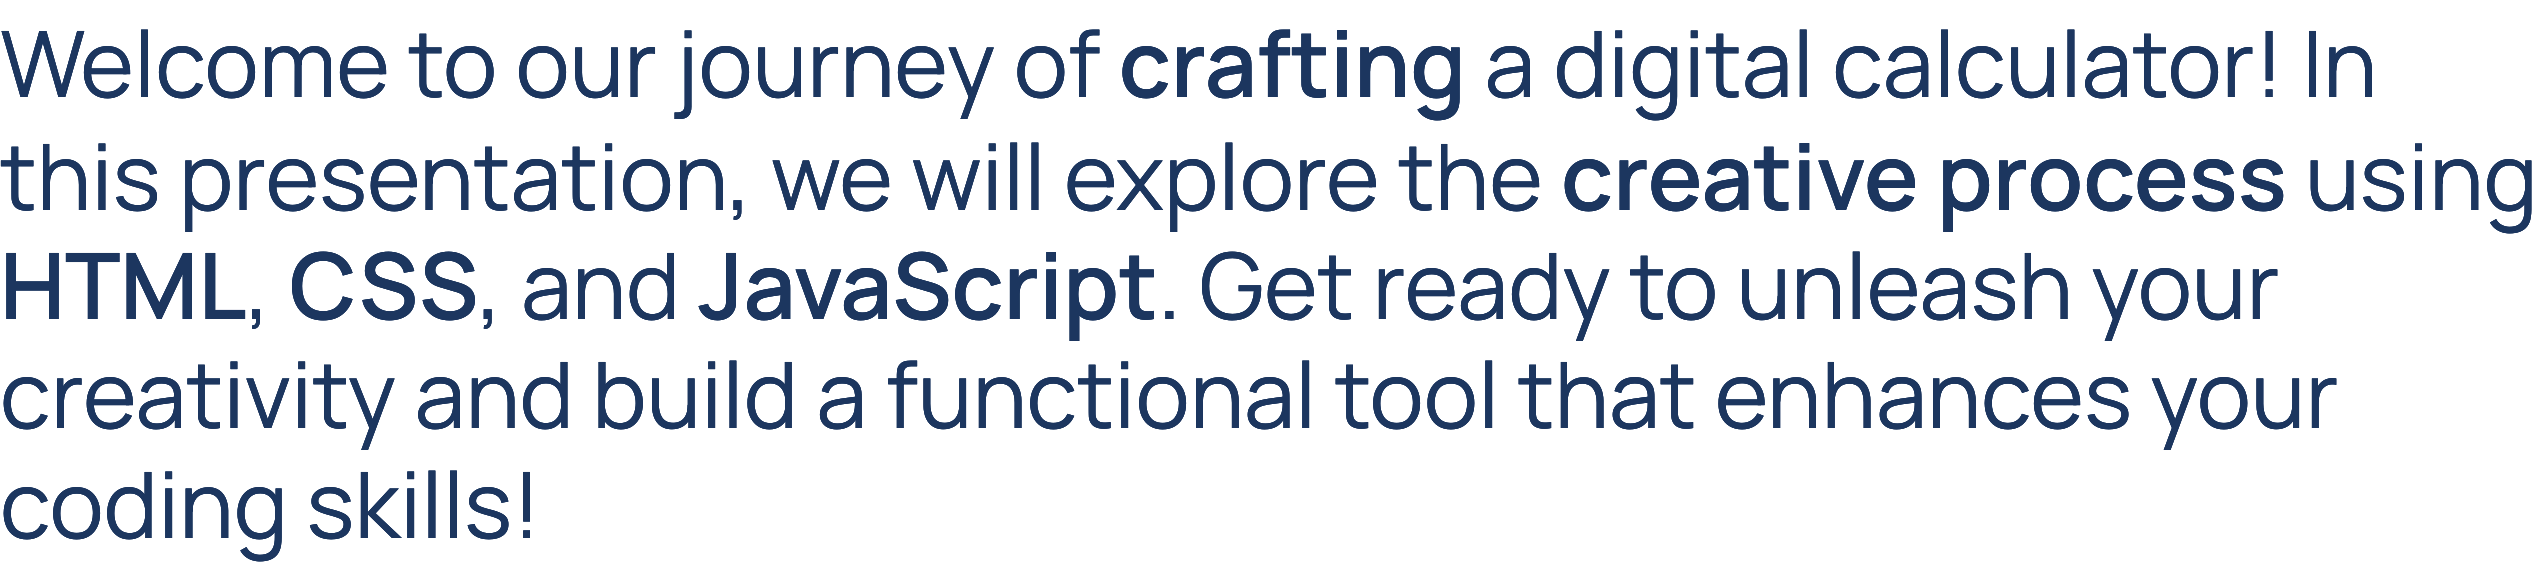 Welcome to our journey of crafting a digital calculator! In
this presentation, we will explore the creative process using
HTML, CSS, and JavaScript. Get ready to unleash your
creativity and build a functional tool that enhances your
coding skills!